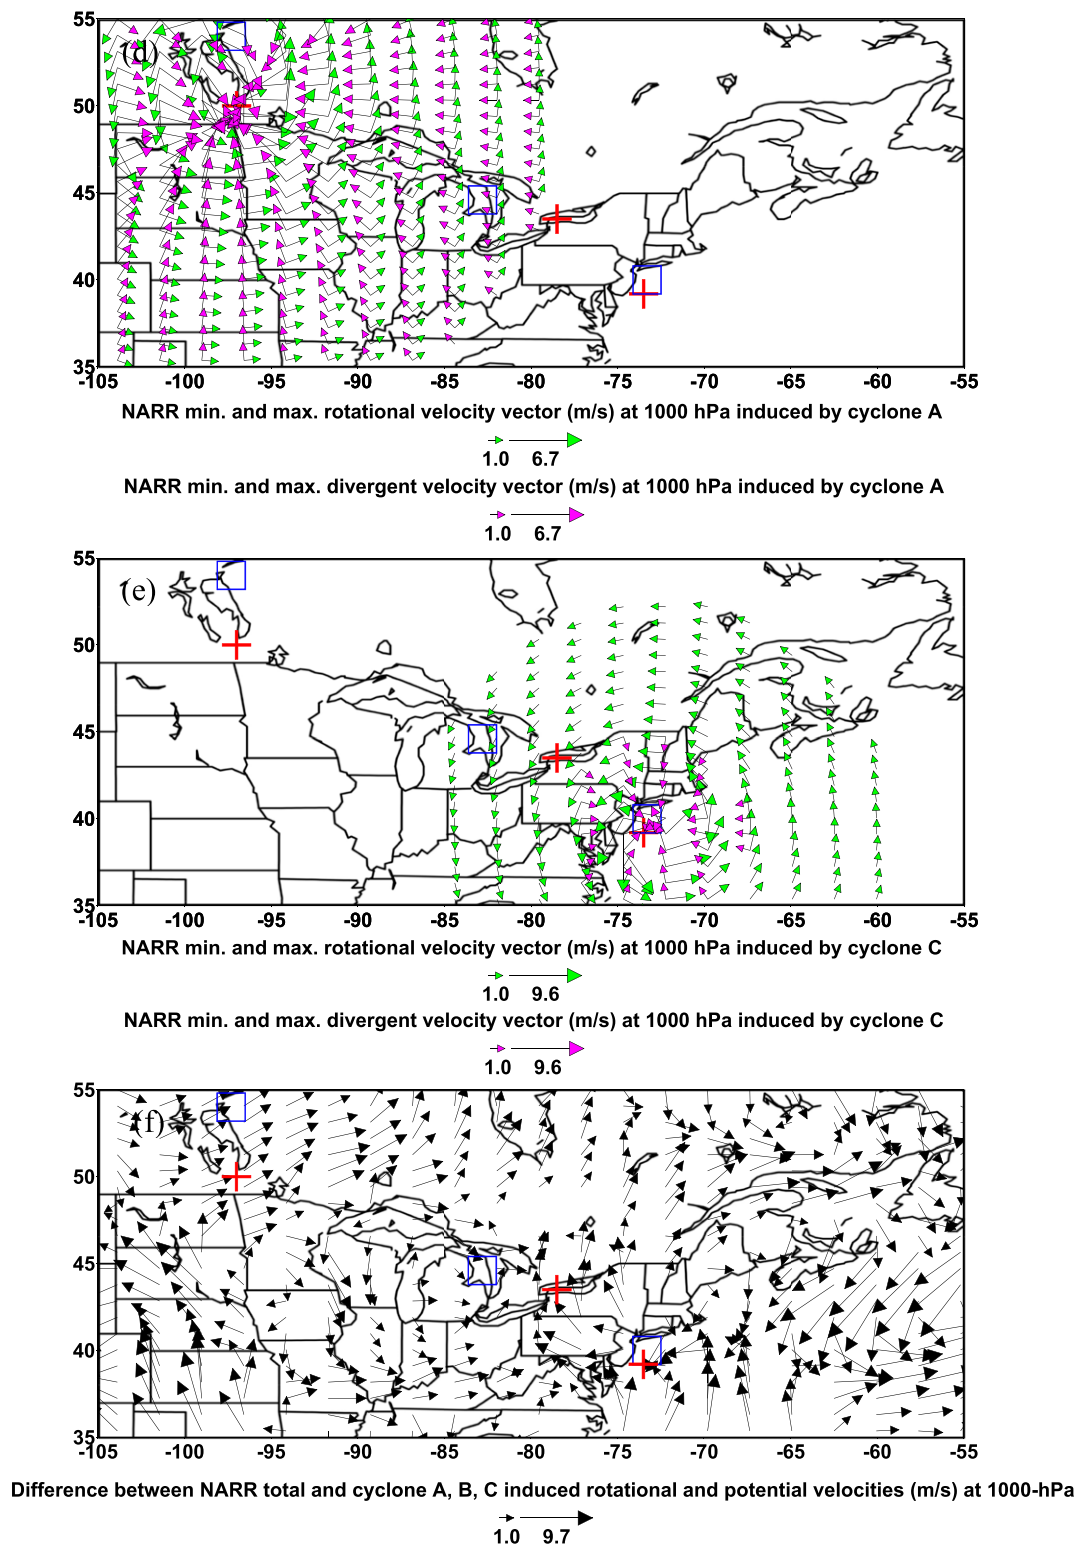 55
(d)
50
45
40
35
-105 -100 -95 -90 -85 -80 -75 -70 -65 -60 -55
NARR min. and max. rotational velocity vector (m/s) at 1000 hPa induced by cyclone A
1.0 6.7
NARR min. and max. divergent velocity vector (m/s) at 1000 hPa induced by cyclone A
1.0 6.7
55
(e)
50
45
40
35
-105 -100 -95 -90 -85 -80 -75 -70 -65 -60 -55
NARR min. and max. rotational velocity vector (m/s) at 1000 hPa induced by cyclone C
1.0 9.6
NARR min. and max. divergent velocity vector (m/s) at 1000 hPa induced by cyclone C
1.0 9.6
55
(f)
50
45
40
35
-105 -100 -95 -90 -85 -80 -75 -70 -65 -60 -55
Difference between NARR total and cyclone A, B, C induced rotational and potential velocities (m/s) at 1000-hPa
1.0 9.7